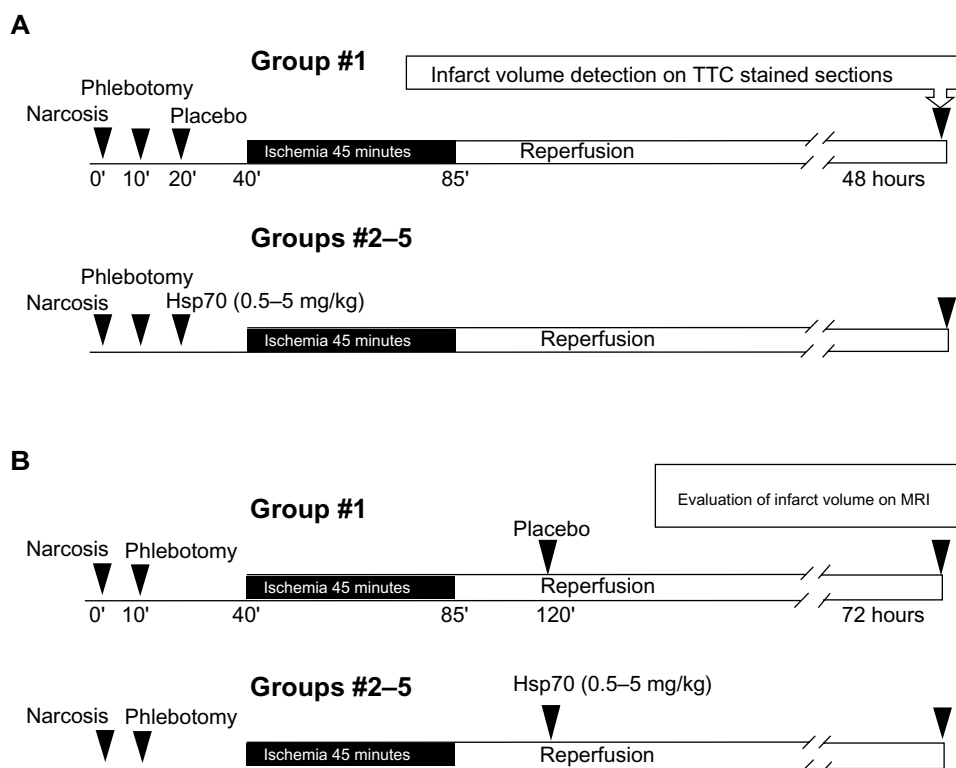 A
Group #1
Infarct volume detection on TTC stained sections
Phlebotomy
Narcosis
Placebo
Ischemia 45 minutes
Reperfusion
0' 10' 20' 40' 85' 48 hours
Groups #2–5
Phlebotomy
Narcosis
Hsp70 (0.5–5 mg/kg)
Ischemia 45 minutes
Reperfusion
B
Evaluation of infarct volume on MRI
Group #1
Placebo
Narcosis Phlebotomy
Ischemia 45 minutes
Reperfusion
0' 10' 40' 85' 120' 72 hours
Groups #2–5
Hsp70 (0.5–5 mg/kg)
Narcosis Phlebotomy
Ischemia 45 minutes
Reperfusion